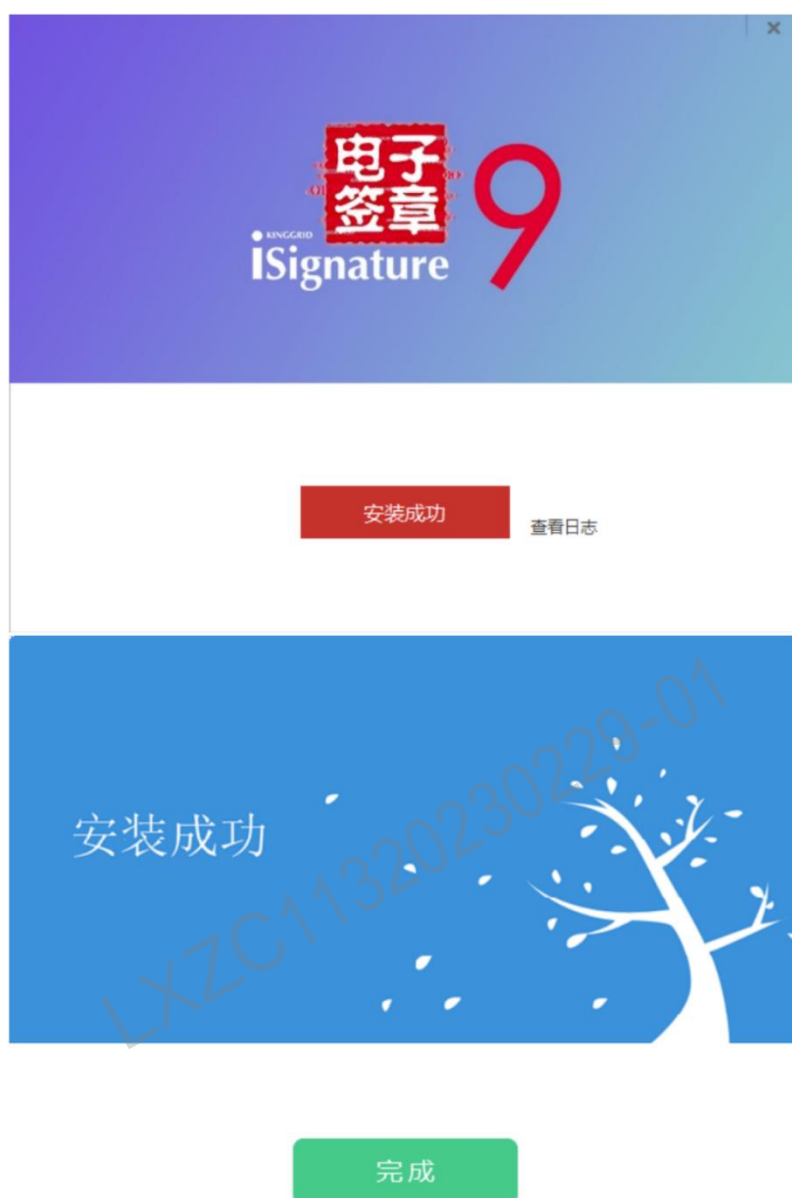 电子
签章
9
KINGGRID
iSignature
安装成功
查看日志
安装成功
LXZC11320230229-01
完成